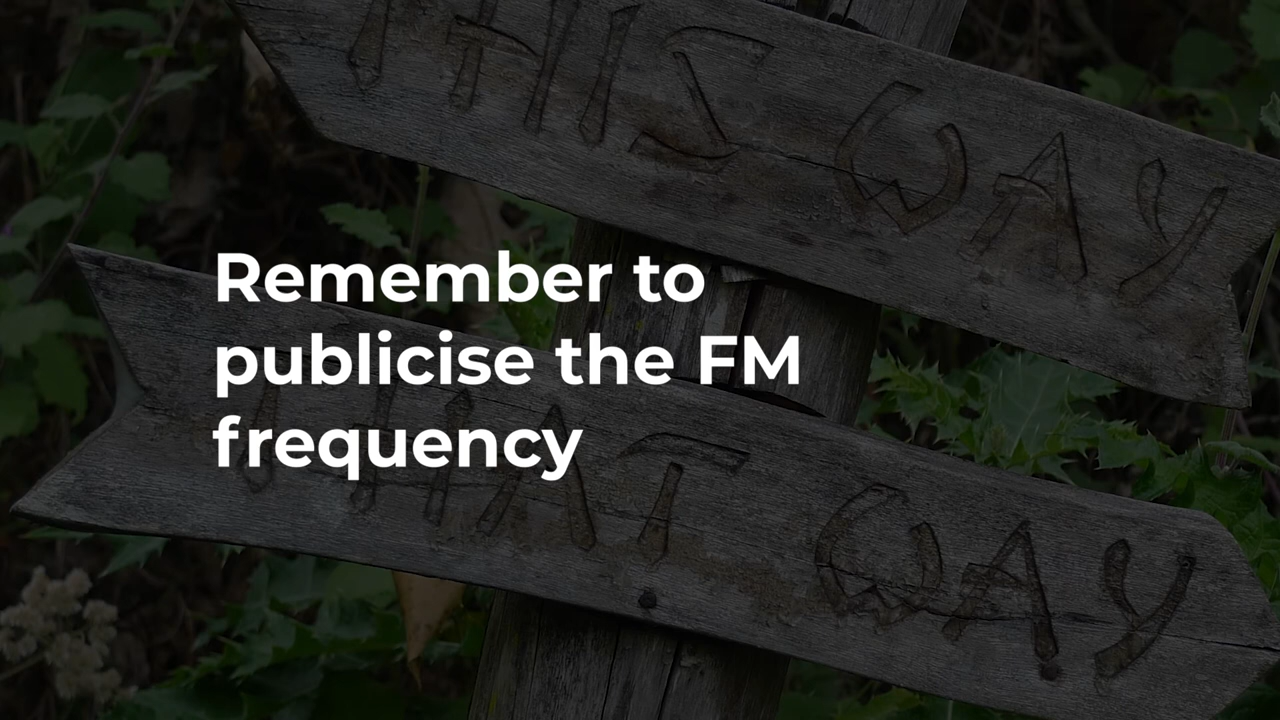 THIS WAY
Remember to
publicise the FM
frequency
THAT WAY